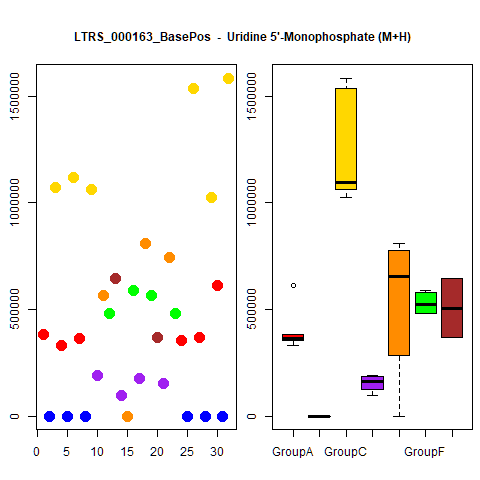 LTRS_000163_BasePos - Uridine 5'-Monophosphate (M+H)
0 500000 1000000 1500000
0 5 10 15 20 25 30
0 500000 1000000 1500000
GroupA GroupC GroupF